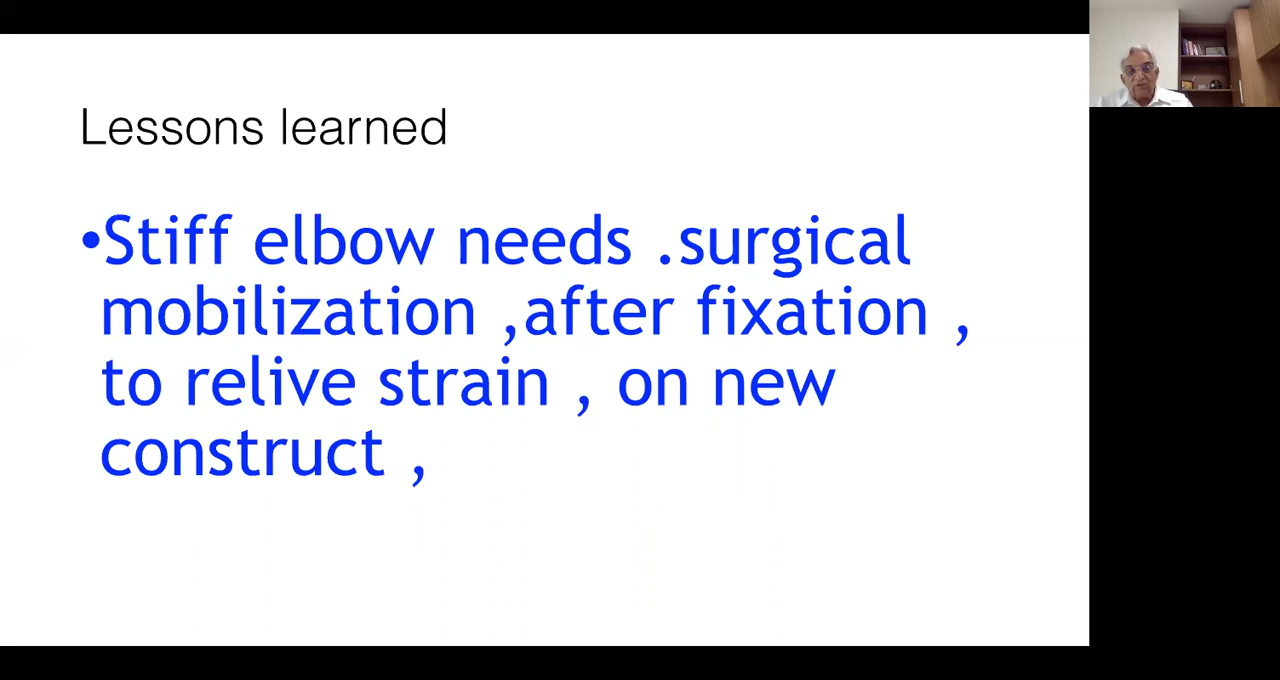 Lessons learned
•Stiff elbow needs .surgical
mobilization ,after fixation ,
to relive strain , on new
construct ,